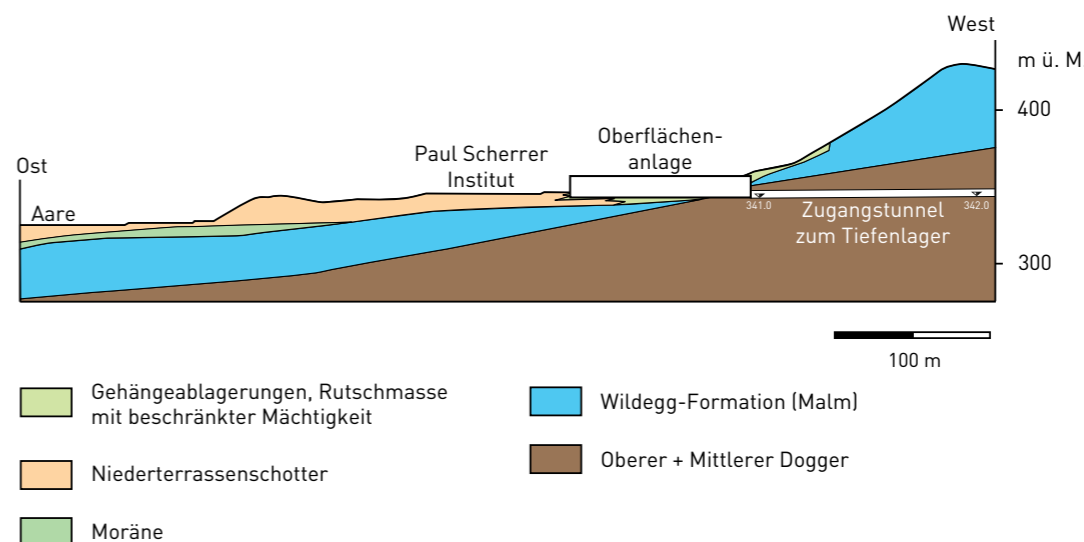 West
m ü. M
400
Oberflächen-
anlage
Paul Scherrer
Institut
Ost
Aare
341.0
342.0
Zugangstunnel
zum Tiefenlager
300
100 m
Gehängeablagerungen, Rutschmasse
mit beschränkter Mächtigkeit
Niederterrassenschotter
Moräne
Wildegg-Formation (Malm)
Oberer + Mittlerer Dogger